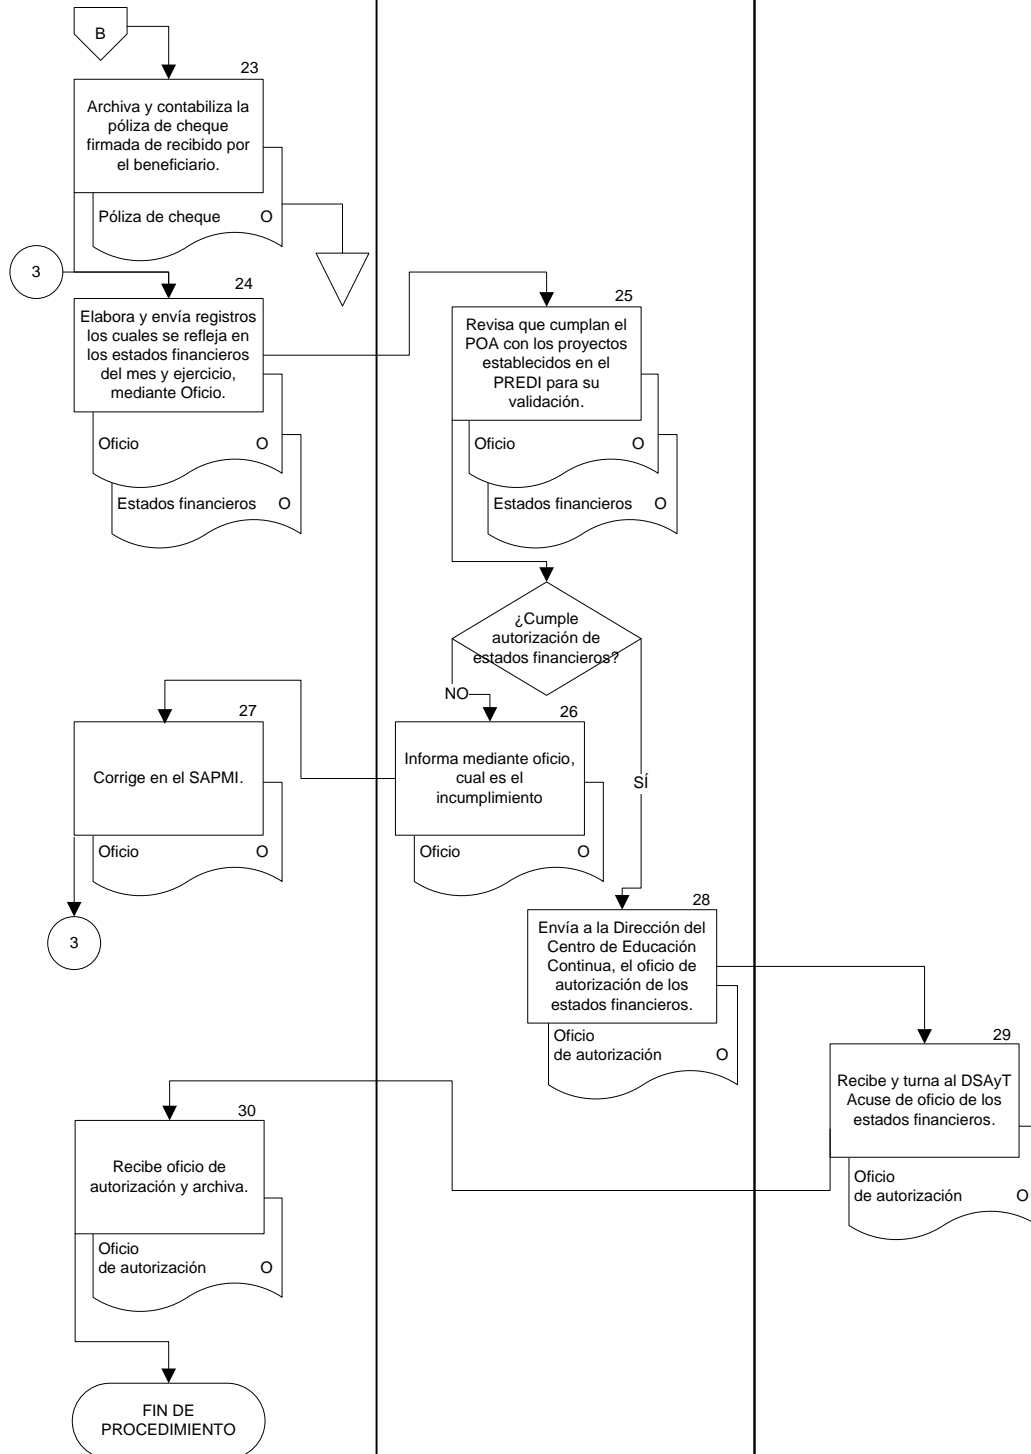 B
23
Archiva y contabiliza la
póliza de cheque
firmada de recibido por
el beneficiario.
Póliza de cheque O
3
24
Elabora y envía registros
los cuales se refleja en
los estados financieros
del mes y ejercicio,
mediante Oficio.
Oficio O
Estados financieros O
25
Revisa que cumplan el
POA con los proyectos
establecidos en el
PREDI para su
validación.
Oficio O
Estados financieros O
¿Cumple
autorización de
estados financieros?
NO
SÍ
26
Informa mediante oficio,
cual es el
incumplimiento
Oficio O
27
Corrige en el SAPMI.
Oficio O
3
28
Envía a la Dirección del
Centro de Educación
Continua, el oficio de
autorización de los
estados financieros.
Oficio
de autorización O
29
Recibe y turna al DSAyT
Acuse de oficio de los
estados financieros.
Oficio
de autorización O
30
Recibe oficio de
autorización y archiva.
Oficio
de autorización O
FIN DE
PROCEDIMIENTO